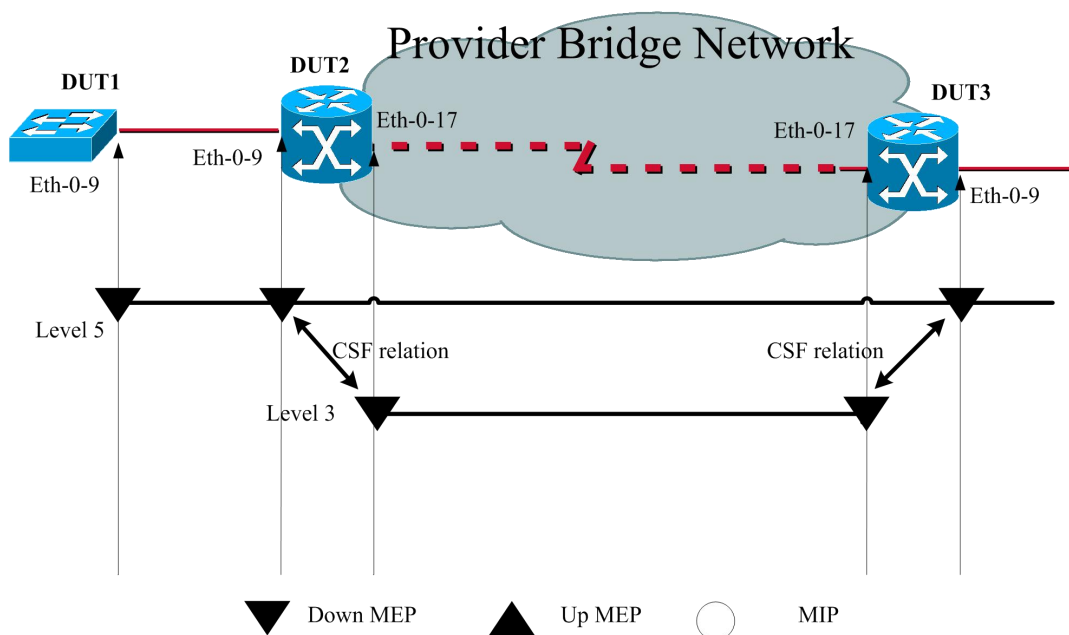 Provider Bridge Network
DUT1
DUT2
DUT3
Eth-0-9
Eth-0-9
Eth-0-17
Eth-0-17
Eth-0-9
Level 5
CSF relation
CSF relation
Level 3
Down MEP
Up MEP
MIP